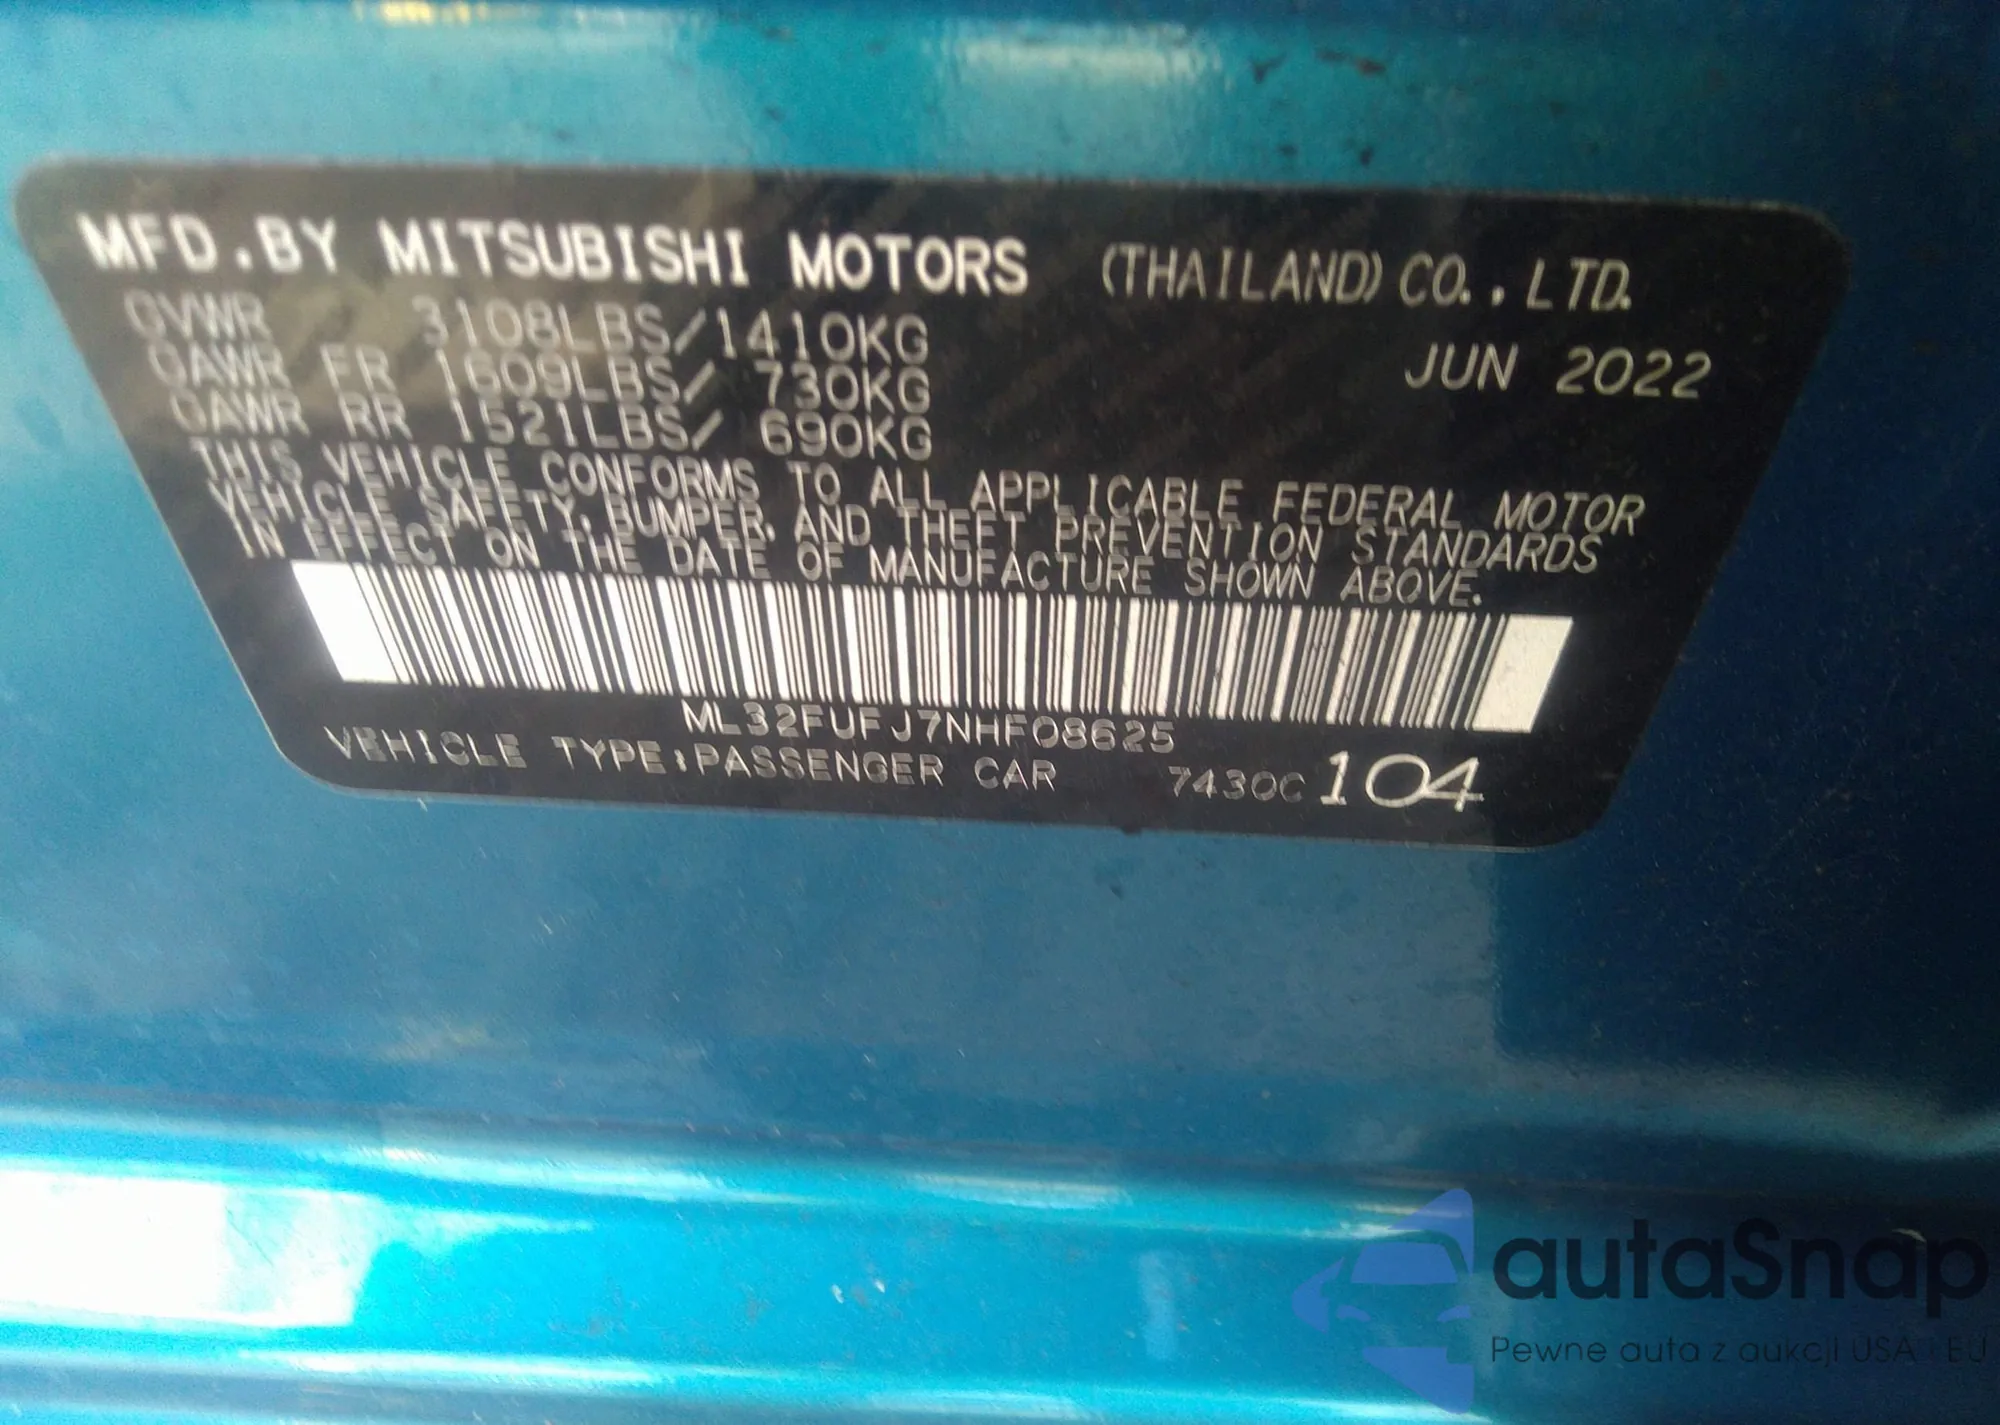 MFD.BY MITSUBISHI MOTORS (THAILAND) CO., LTD.
GVWR 3108LBS/1410KG JUN 2022
GAWR FR 1609LBS/ 730KG
GAWR RR 1521LBS/ 690KG
THIS VEHICLE CONFORMS TO ALL APPLICABLE FEDERAL MOTOR
VEHICLE SAFETY, BUMPER, AND THEFT PREVENTION STANDARDS
IN EFFECT ON THE DATE OF MANUFACTURE SHOWN ABOVE.
ML32FUFJ7NHF08625
VEHICLE TYPE:PASSENGER CAR 7430C 104
autaSnap
Pewne auta z aukcji USA i EU